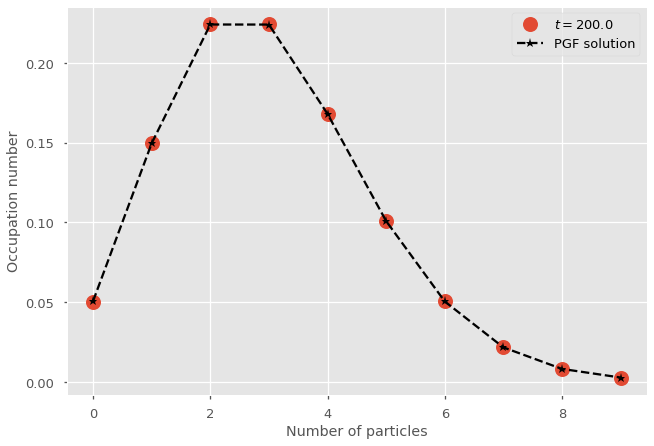 t = 200.0
PGF solution
Occupation number
0.20
0.15
0.10
0.05
0.00
0 2 4 6 8
Number of particles